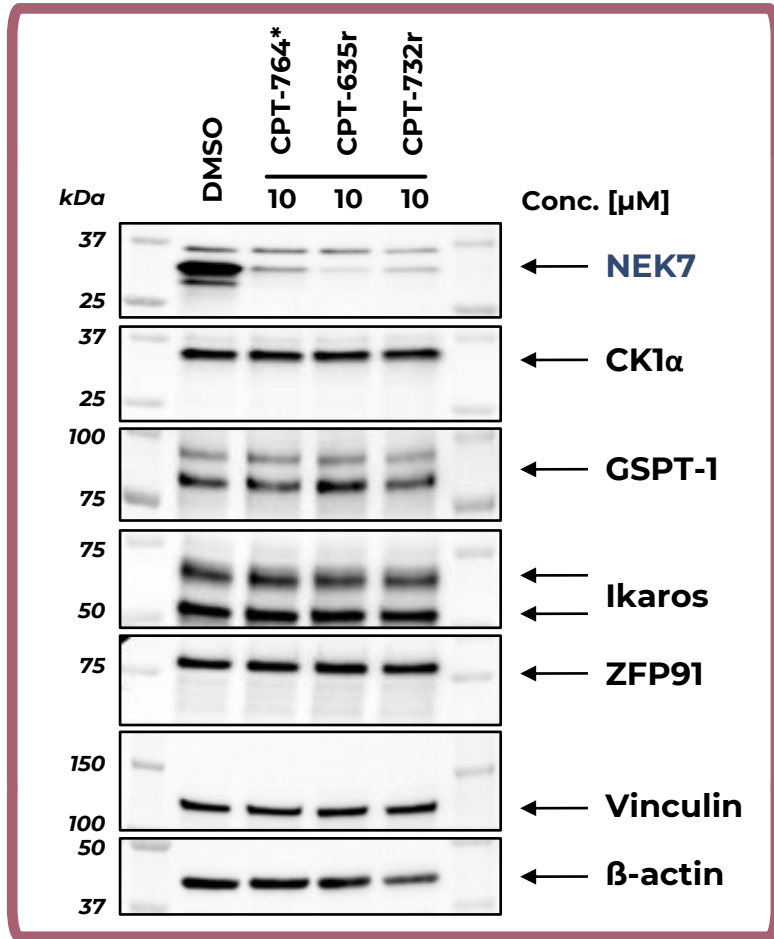 DMSO
CPT-764*
CPT-635r
CPT-732r
kDa
10 10 10
Conc. [µM]
37
25
NEK7
37
25
CK1α
100
75
GSPT-1
75
50
Ikaros
75
ZFP91
150
100
Vinculin
50
37
ß-actin